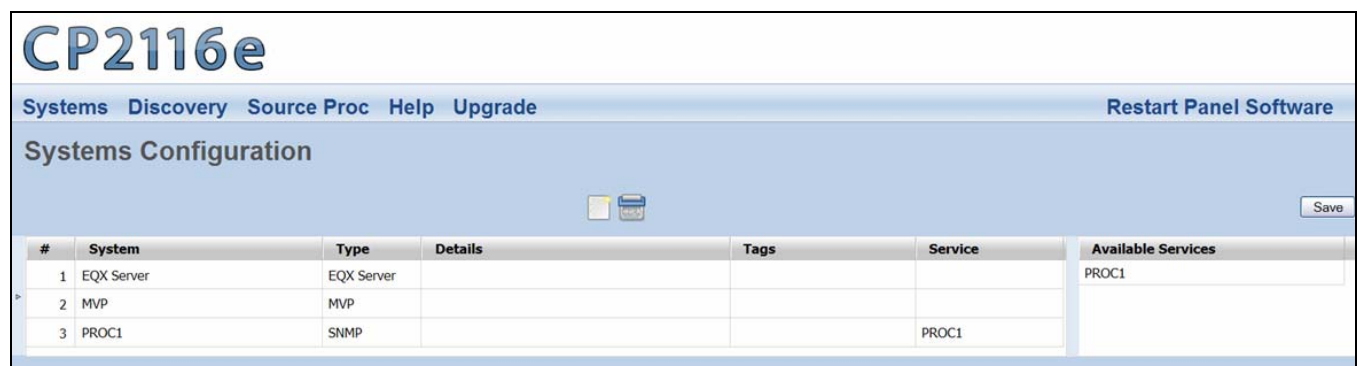 CP2116e
Systems Discovery Source Proc Help Upgrade Restart Panel Software
Systems Configuration
Save
# System Type Details Tags Service Available Services
1 EQX Server EQX Server PROC1
2 MVP MVP
3 PROC1 SNMP PROC1